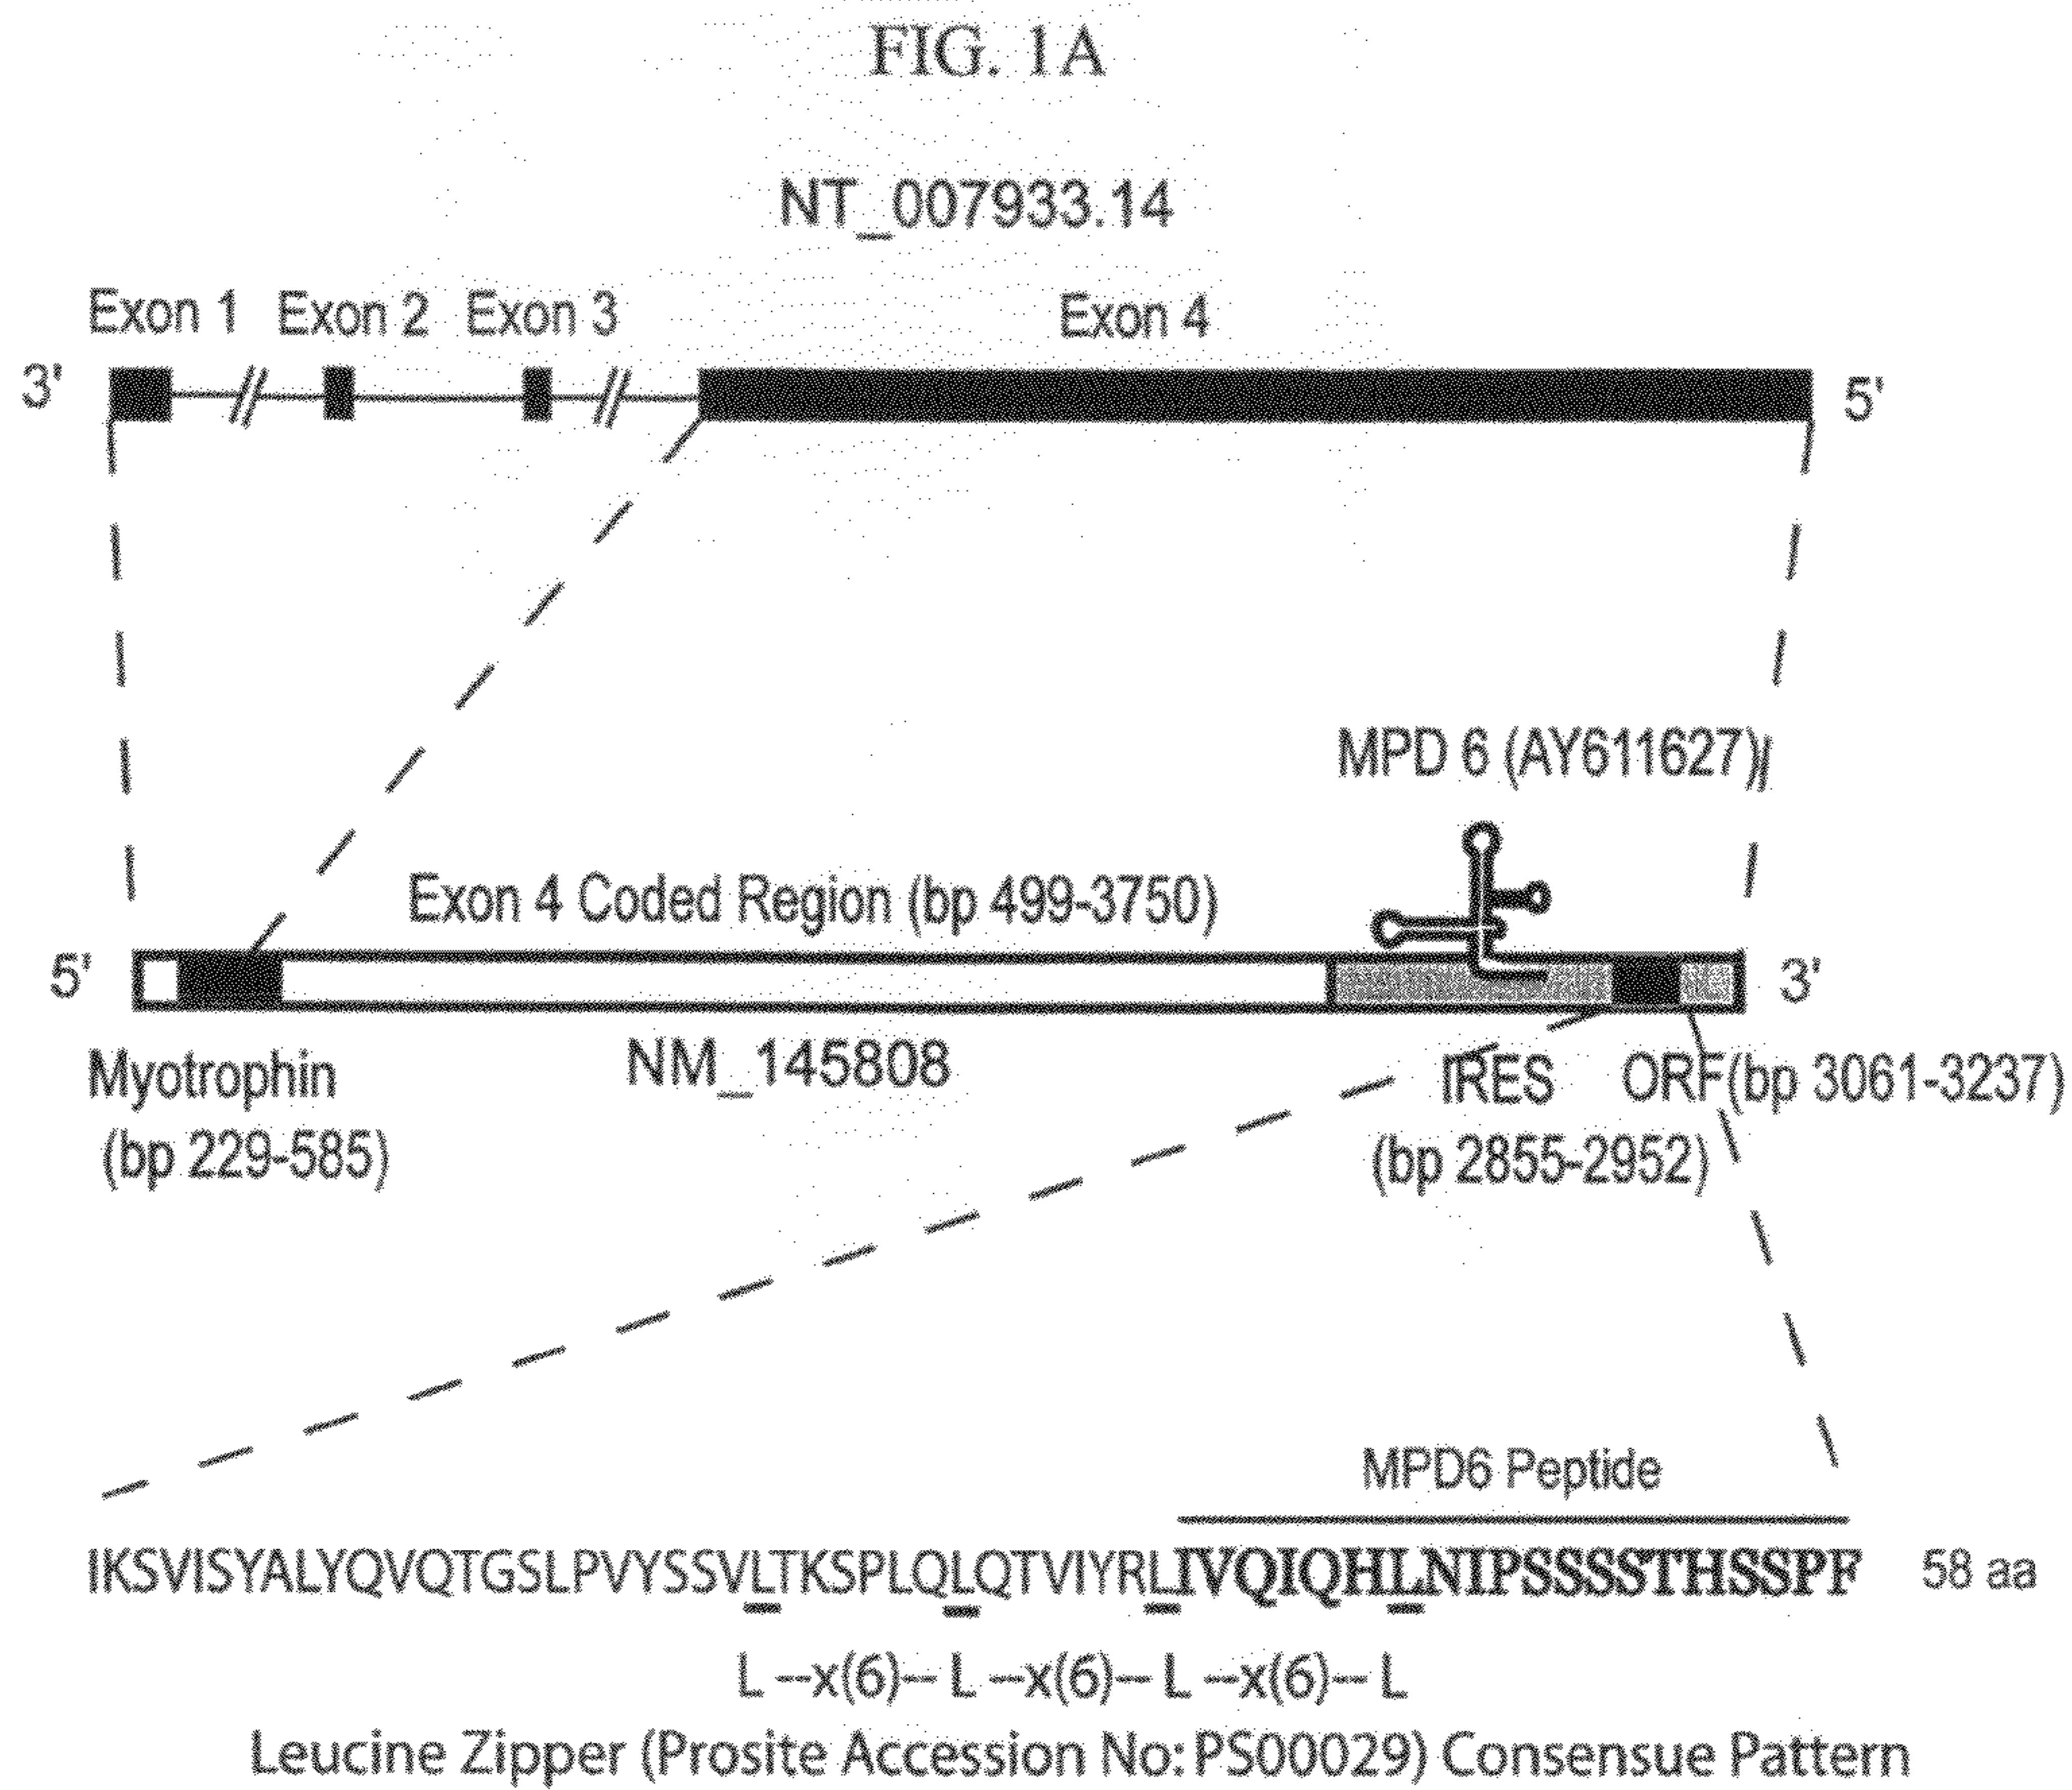 FIG. 1A
NT_007933.14
Exon 1 Exon 2 Exon 3 Exon 4
3' 5'
MPD 6 (AY611627)
Exon 4 Coded Region (bp 499-3750)
5' 3'
Myotrophin NM_145808 IRES ORF(bp 3061-3237)
(bp 229-585) (bp 2855-2952)
MPD6 Peptide
IKSVISYALYQVQTGSLPVYSSVLTKSPLQLQTVIYRLIVQIQHLNIPSSSSTHSSPF 58 aa
L --x(6)-- L --x(6)-- L --x(6)-- L
Leucine Zipper (Prosite Accession No: PS00029) Consensue Pattern